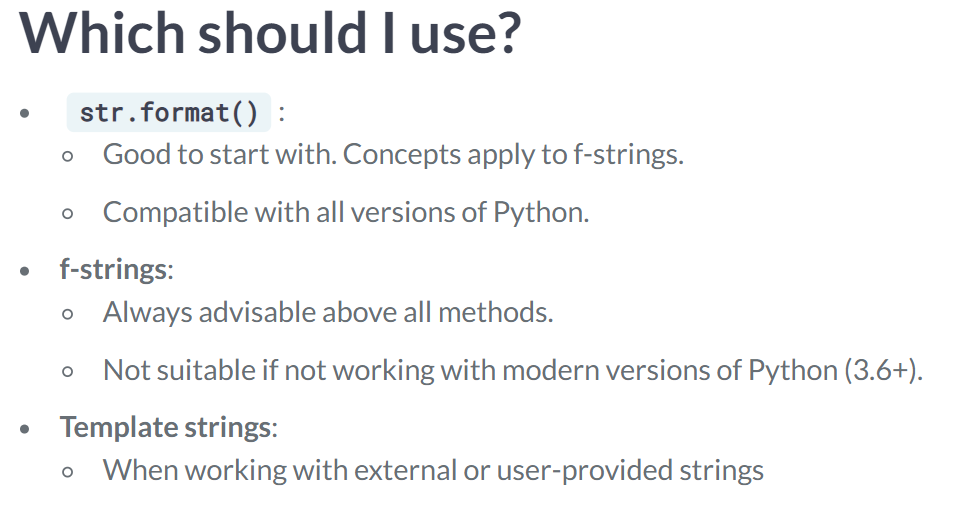 Which should I use?
• str.format() :
◦ Good to start with. Concepts apply to f-strings.
◦ Compatible with all versions of Python.
• f-strings:
◦ Always advisable above all methods.
◦ Not suitable if not working with modern versions of Python (3.6+).
• Template strings:
◦ When working with external or user-provided strings